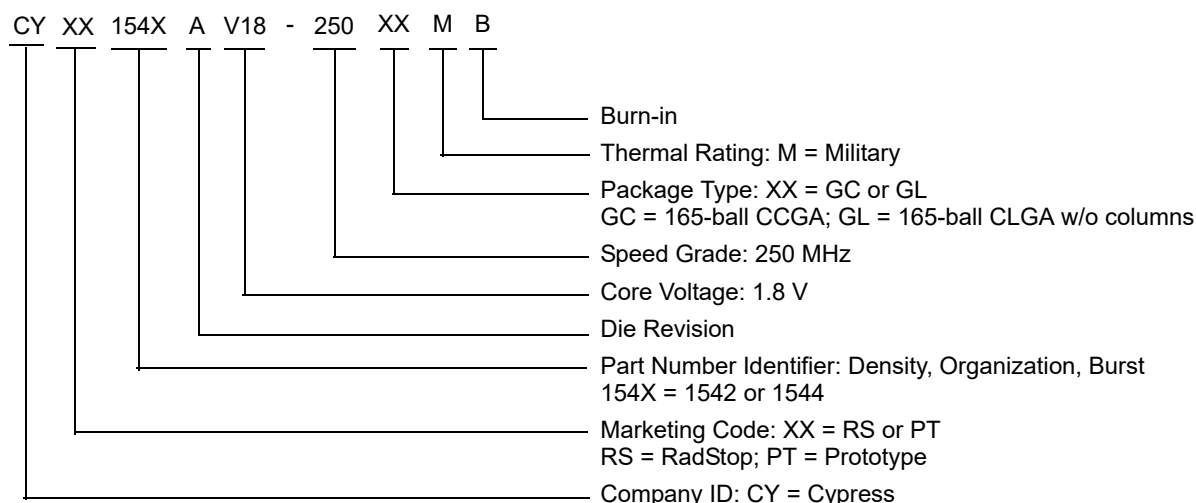 CY XX 154X A V18 - 250 XX M B
Burn-in
Thermal Rating: M = Military
Package Type: XX = GC or GL
GC = 165-ball CCGA; GL = 165-ball CLGA w/o columns
Speed Grade: 250 MHz
Core Voltage: 1.8 V
Die Revision
Part Number Identifier: Density, Organization, Burst
154X = 1542 or 1544
Marketing Code: XX = RS or PT
RS = RadStop; PT = Prototype
Company ID: CY = Cypress